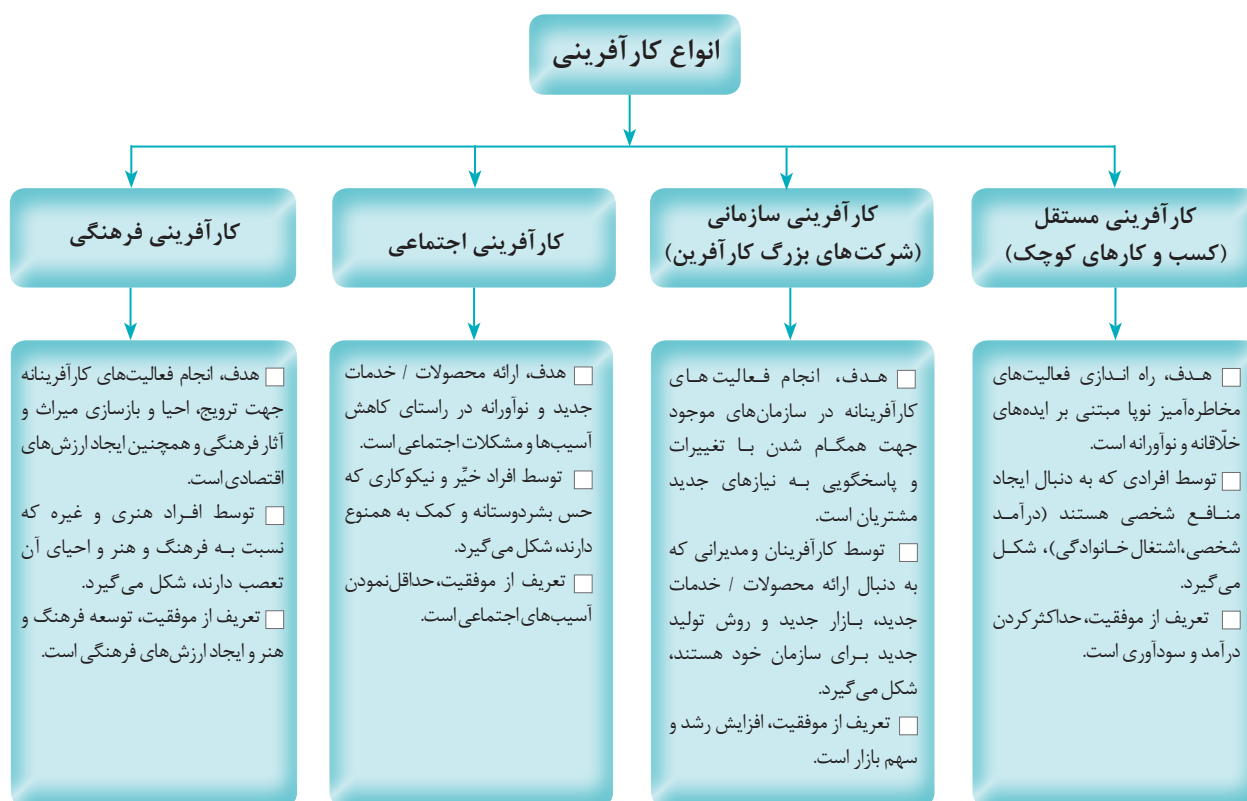 انواع کارآفرینی
کارآفرینی مستقل
(کسب و کارهای کوچک)
کارآفرینی سازمانی
(شرکت‌های بزرگ کارآفرین)
کارآفرینی اجتماعی
کارآفرینی فرهنگی
هدف، راه اندازی فعالیت‌های
مخاطره‌آمیز نوپا مبتنی بر ایده‌های
خلّاقانه و نوآورانه است.
توسط افرادی که به دنبال ایجاد
منافع شخصی هستند (درآمد
شخصی،اشتغال خانوادگی)، شکل
می‌گیرد.
تعریف از موفقیت،حداکثرکردن
درآمد و سودآوری است.
هدف، انجام فعالیت‌های
کارآفرینانه در سازمان‌های موجود
جهت همگام شدن با تغییرات
و پاسخگویی به نیازهای جدید
مشتریان است.
توسط کارآفرینان ومدیرانی که
به دنبال ارائه محصولات / خدمات
جدید، بازار جدید و روش تولید
جدید برای سازمان خود هستند،
شکل می‌گیرد.
تعریف از موفقیت، افزایش رشد و
سهم بازار است.
هدف، ارائه محصولات / خدمات
جدید و نوآورانه در راستای کاهش
آسیب‌ها و مشکلات اجتماعی است.
توسط افراد خیِّر و نیکوکاری که
حس بشردوستانه و کمک به همنوع
دارند، شکل می‌گیرد.
تعریف از موفقیت،حداقل‌نمودن
آسیب‌های اجتماعی است.
هدف، انجام فعالیت‌های کارآفرینانه
جهت ترویج، احیا و بازسازی میراث و
آثار فرهنگی و همچنین ایجاد ارزش‌های
اقتصادی است.
توسط افراد هنری و غیره که
نسبت به فرهنگ و هنر و احیای آن
تعصب دارند، شکل می‌گیرد.
تعریف از موفقیت، توسعه فرهنگ و
هنر و ایجاد ارزش‌های فرهنگی است.